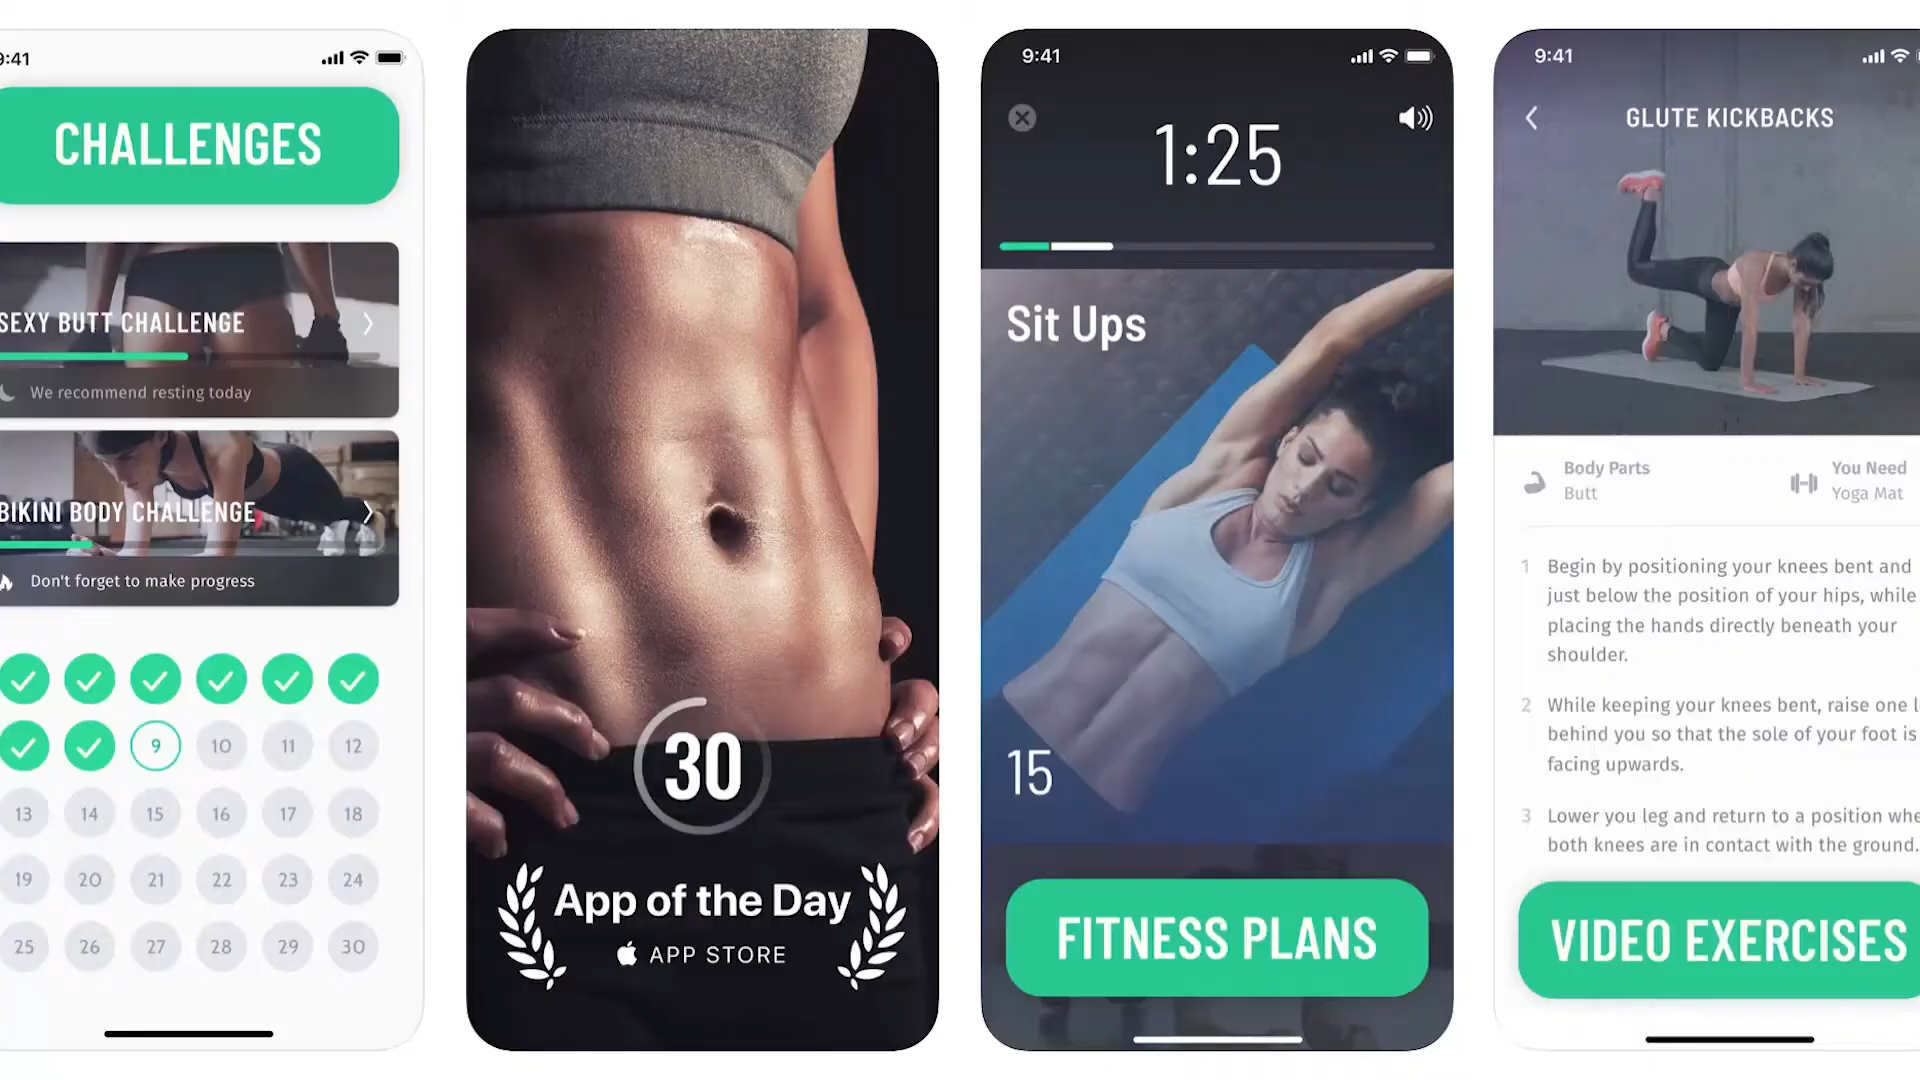 9:41
CHALLENGES
SEXY BUTT CHALLENGE
We recommend resting today
BIKINI BODY CHALLENGE
Don't forget to make progress
9 10 11 12
13 14 15 16 17 18
19 20 21 22 23 24
25 26 27 28 29 30
30
App of the Day
APP STORE
9:41
1:25
Sit Ups
15
FITNESS PLANS
9:41
GLUTE KICKBACKS
Body Parts
Butt
You Need
Yoga Mat
1 Begin by positioning your knees bent and
just below the position of your hips, while
placing the hands directly beneath your
shoulder.
2 While keeping your knees bent, raise one
behind you so that the sole of your foot is
facing upwards.
3 Lower you leg and return to a position
both knees are in contact with the ground.
VIDEO EXERCISES